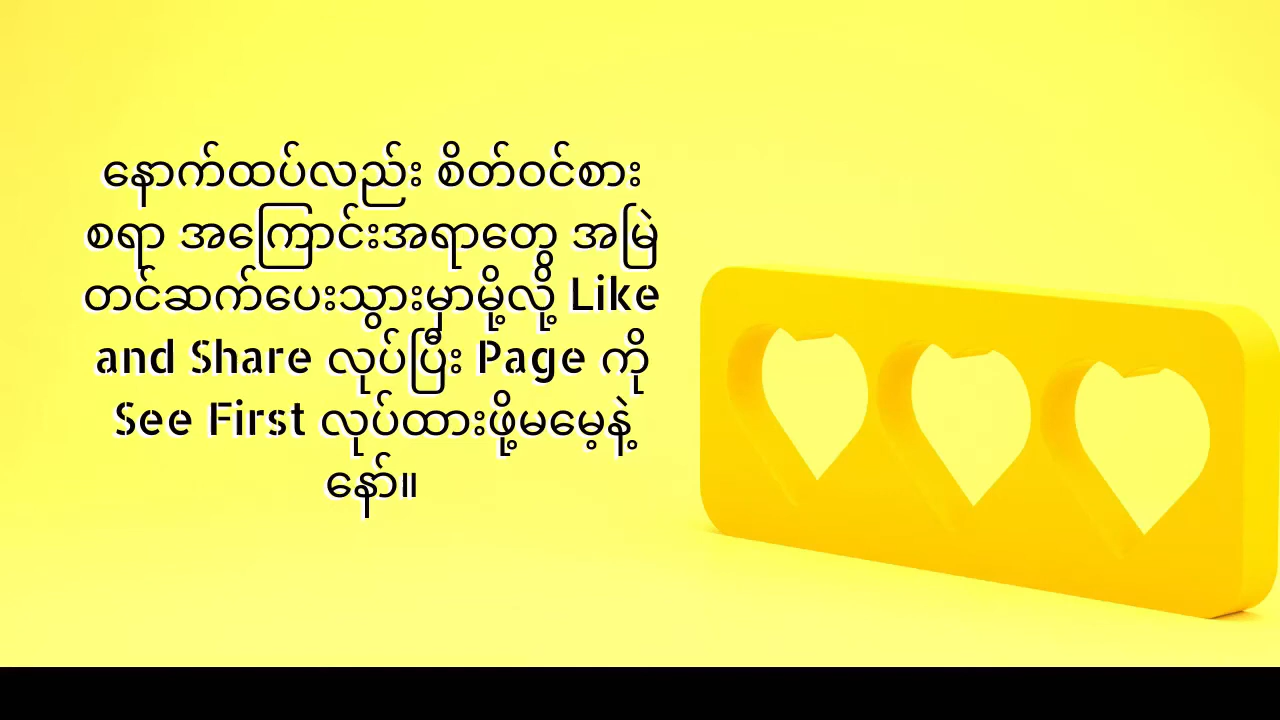 နောက်ထပ်လည်း စိတ်ဝင်စား
စရာ အကြောင်းအရာတွေ အမြဲ
တင်ဆက်ပေးသွားမှာမို့လို့ Like
and Share လုပ်ပြီး Page ကို
See First လုပ်ထားဖို့မမေ့နဲ့
နော်။